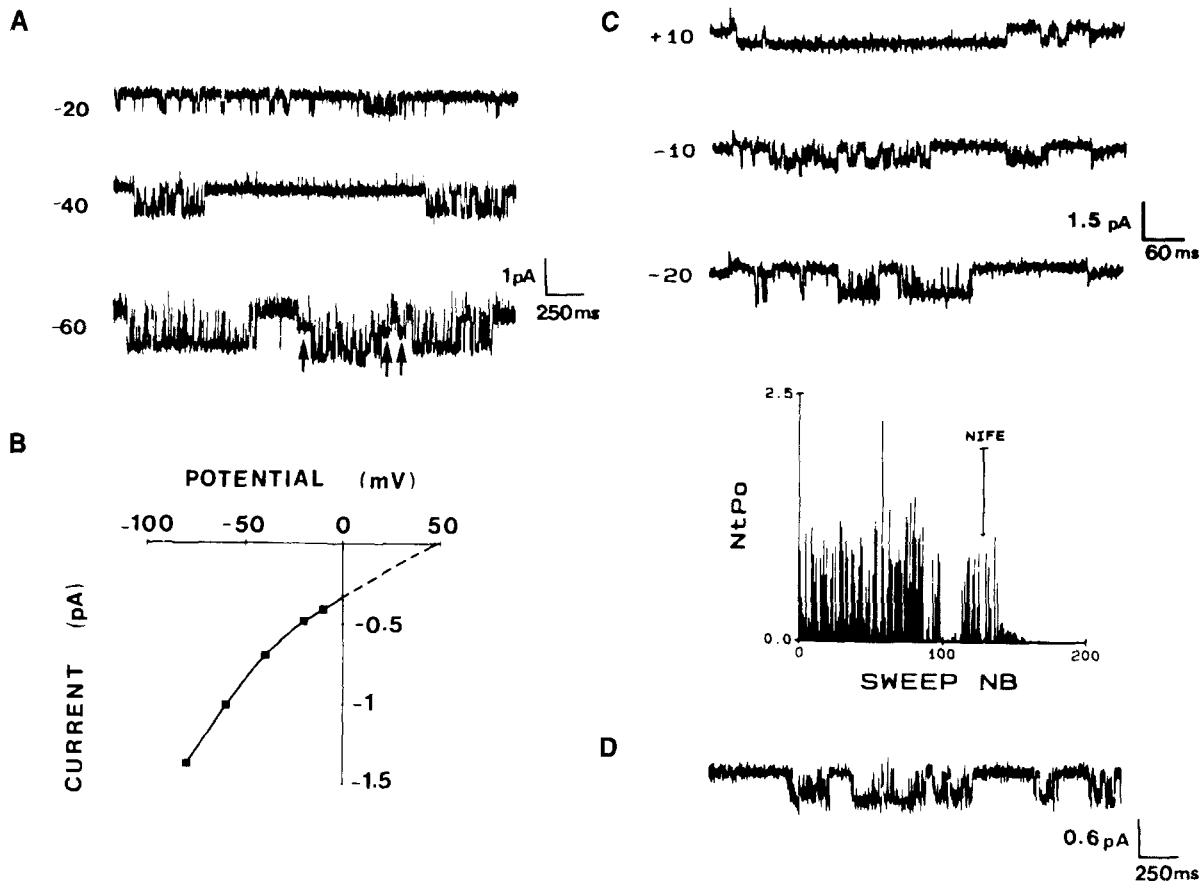 A
-20
-40
-60
1pA
250ms
B
POTENTIAL (mV)
-100 -50 0 50
-0.5
-1
-1.5
CURRENT (pA)
C
+10
-10
-20
1.5 pA
60 ms
2.5
NIFE
NtPo
0.0
0 100 200
SWEEP NB
D
0.6 pA
250ms